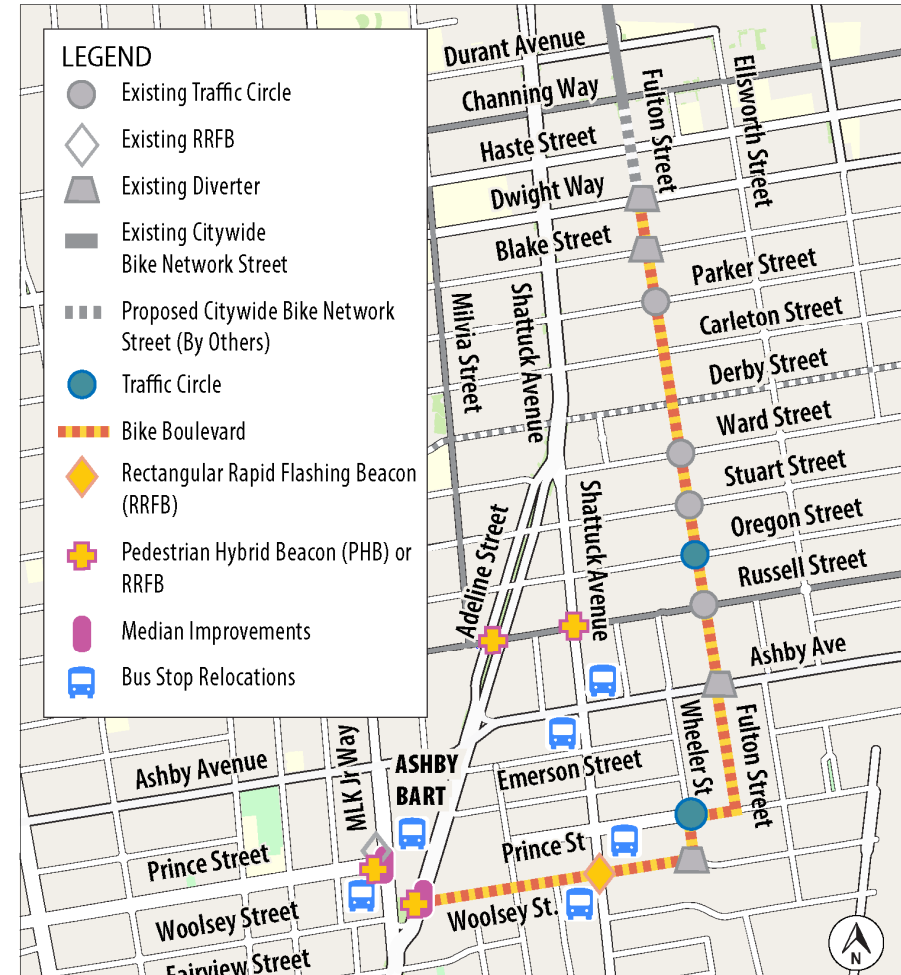 LEGEND
Existing Traffic Circle
Existing RRFB
Existing Diverter
Existing Citywide
Bike Network Street
Proposed Citywide Bike Network
Street (By Others)
Traffic Circle
Bike Boulevard
Rectangular Rapid Flashing Beacon
(RRFB)
Pedestrian Hybrid Beacon (PHB) or
RRFB
Median Improvements
Bus Stop Relocations
Durant Avenue
Channing Way
Haste Street
Dwight Way
Blake Street
Fulton Street
Ellsworth Street
Parker Street
Carleton Street
Derby Street
Ward Street
Stuart Street
Oregon Street
Russell Street
Ashby Ave
Milvia Street
Shattuck Avenue
Shattuck Avenue
Adeline Street
Wheeler St
Fulton Street
Emerson Street
Prince St
Woolsey St.
ASHBY
BART
MLK Jr Way
Ashby Avenue
Prince Street
Woolsey Street
Fairview Street
N